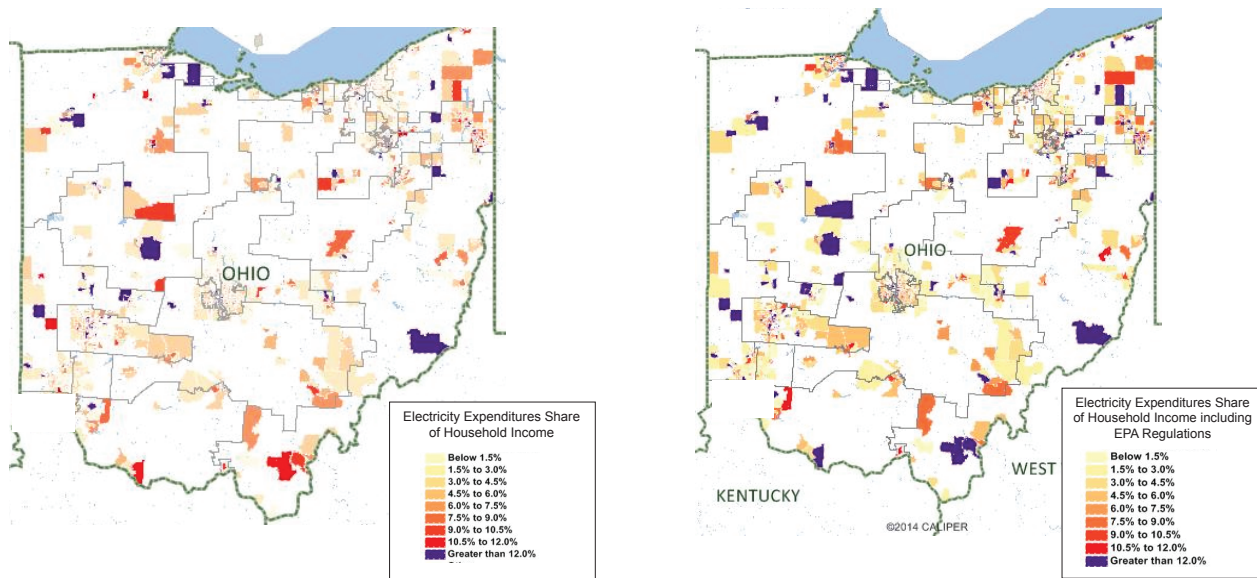 OHIO
Electricity Expenditures Share
of Household Income
Below 1.5%
1.5% to 3.0%
3.0% to 4.5%
4.5% to 6.0%
6.0% to 7.5%
7.5% to 9.0%
9.0% to 10.5%
10.5% to 12.0%
Greater than 12.0%
OHIO
WEST
KENTUCKY
©2014 CALIPER
Electricity Expenditures Share
of Household Income including
EPA Regulations
Below 1.5%
1.5% to 3.0%
3.0% to 4.5%
4.5% to 6.0%
6.0% to 7.5%
7.5% to 9.0%
9.0% to 10.5%
10.5% to 12.0%
Greater than 12.0%